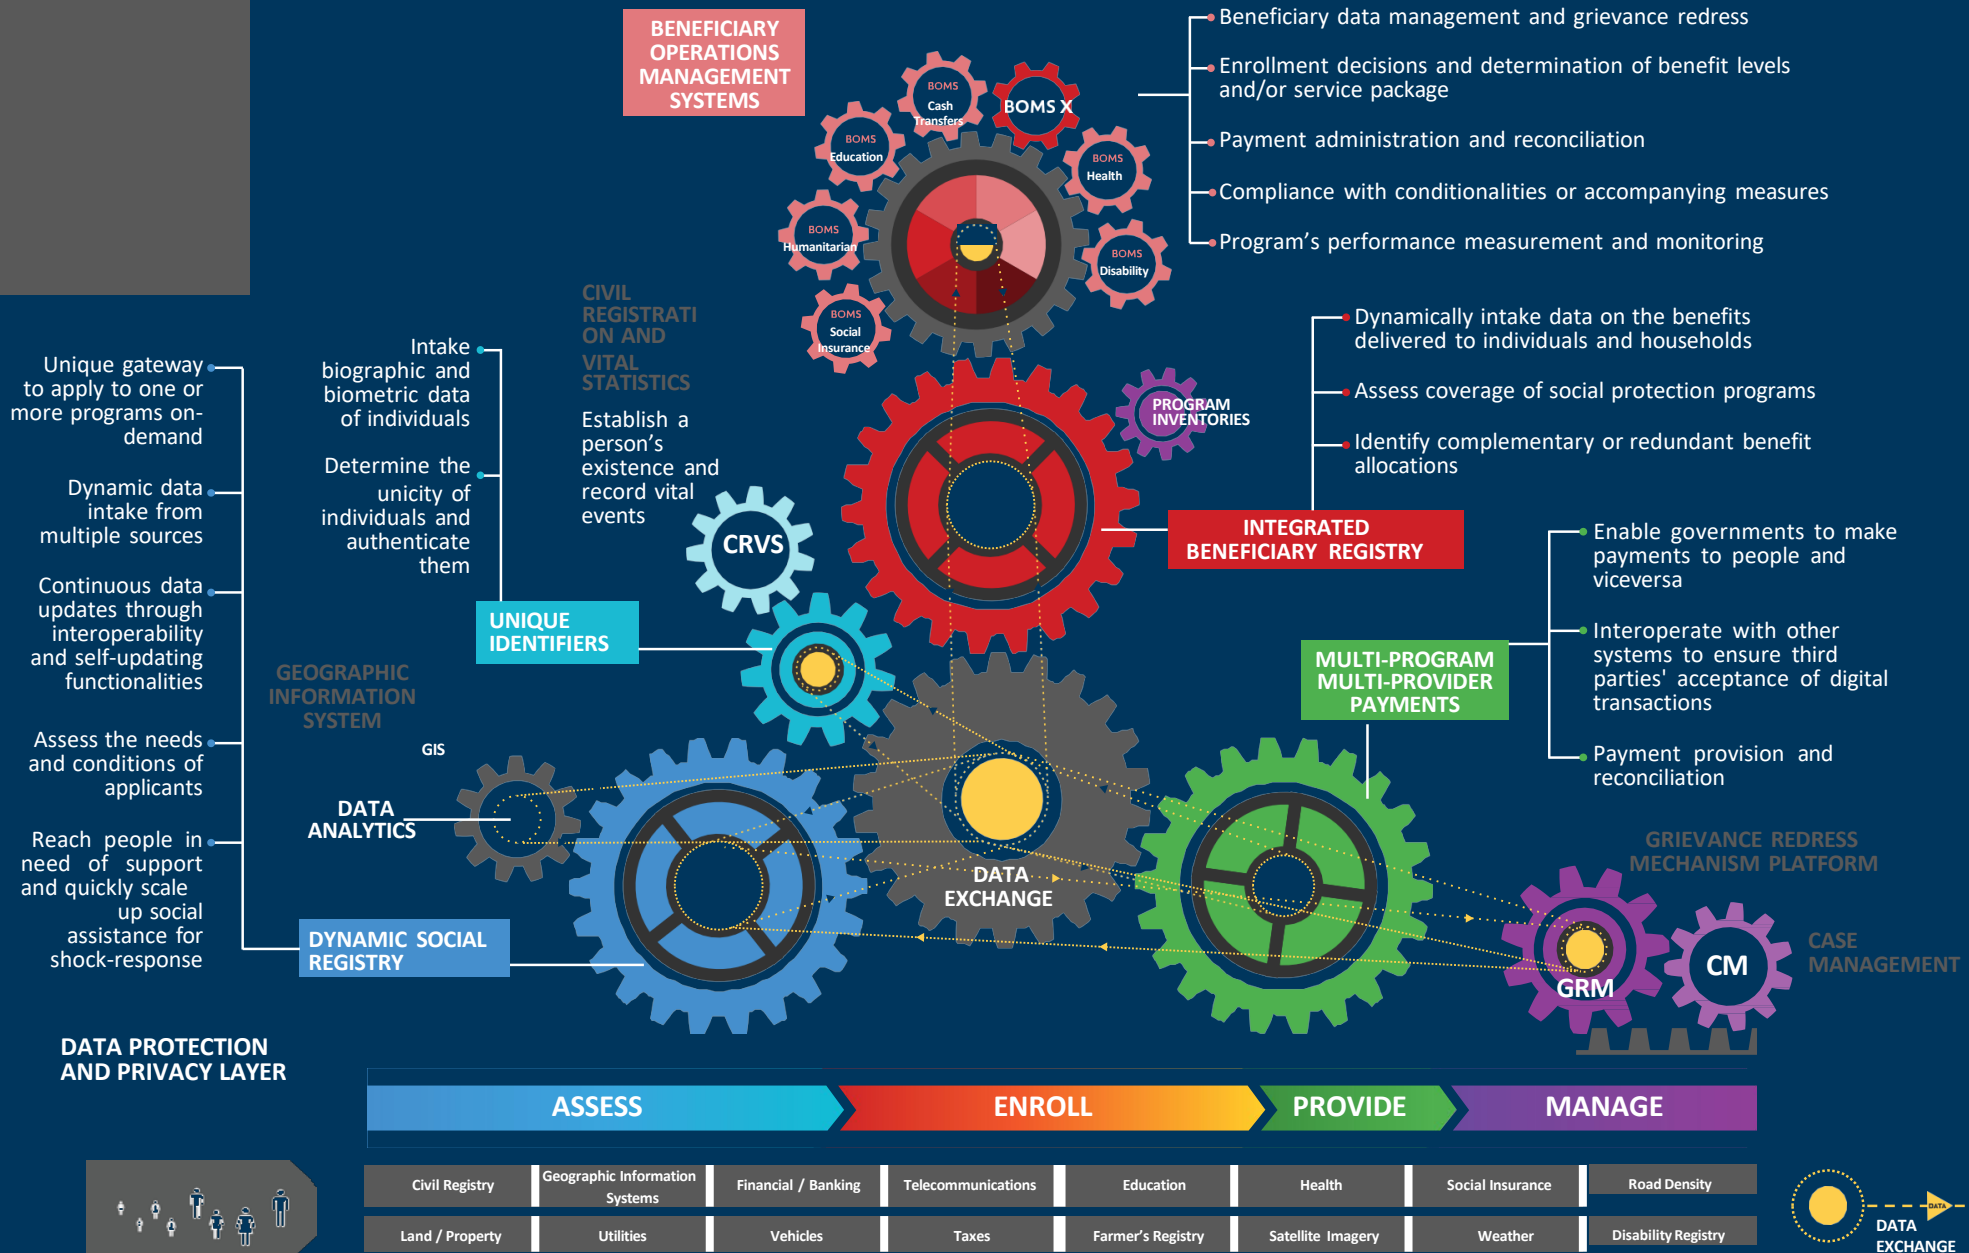 BENEFICIARY
OPERATIONS
MANAGEMENT
SYSTEMS
BOMS
Cash
Transfers
BOMS X
BOMS
Education
BOMS
Health
BOMS
Humanitarian
BOMS
Disability
BOMS
Social
Insurance
Beneficiary data management and grievance redress
Enrollment decisions and determination of benefit levels
and/or service package
Payment administration and reconciliation
Compliance with conditionalities or accompanying measures
Program’s performance measurement and monitoring
CIVIL
REGISTRATI
ON AND
VITAL
STATISTICS
Establish a
person’s
existence and
record vital
events
CRVS
Unique gateway
to apply to one or
more programs on-
demand
Dynamic data
intake from
multiple sources
Continuous data
updates through
interoperability
and self-updating
functionalities
Assess the needs
and conditions of
applicants
Reach people in
need of support
and quickly scale
up social
assistance for
shock-response
Intake
biographic and
biometric data
of individuals
Determine the
unicity of
individuals and
authenticate
them
UNIQUE
IDENTIFIERS
PROGRAM
INVENTORIES
Dynamically intake data on the benefits
delivered to individuals and households
Assess coverage of social protection programs
Identify complementary or redundant benefit
allocations
INTEGRATED
BENEFICIARY REGISTRY
Enable governments to make
payments to people and
viceversa
Interoperate with other
systems to ensure third
parties' acceptance of digital
transactions
Payment provision and
reconciliation
MULTI-PROGRAM
MULTI-PROVIDER
PAYMENTS
GEOGRAPHIC
INFORMATION
SYSTEM
GIS
DATA
ANALYTICS
DATA
EXCHANGE
DYNAMIC SOCIAL
REGISTRY
GRIEVANCE REDRESS
MECHANISM PLATFORM
GRM
CM
CASE
MANAGEMENT
DATA PROTECTION
AND PRIVACY LAYER
ASSESS
ENROLL
PROVIDE
MANAGE
Civil Registry
Geographic Information
Systems
Financial / Banking
Telecommunications
Education
Health
Social Insurance
Road Density
Land / Property
Utilities
Vehicles
Taxes
Farmer’s Registry
Satellite Imagery
Weather
Disability Registry
DATA
DATA
EXCHANGE